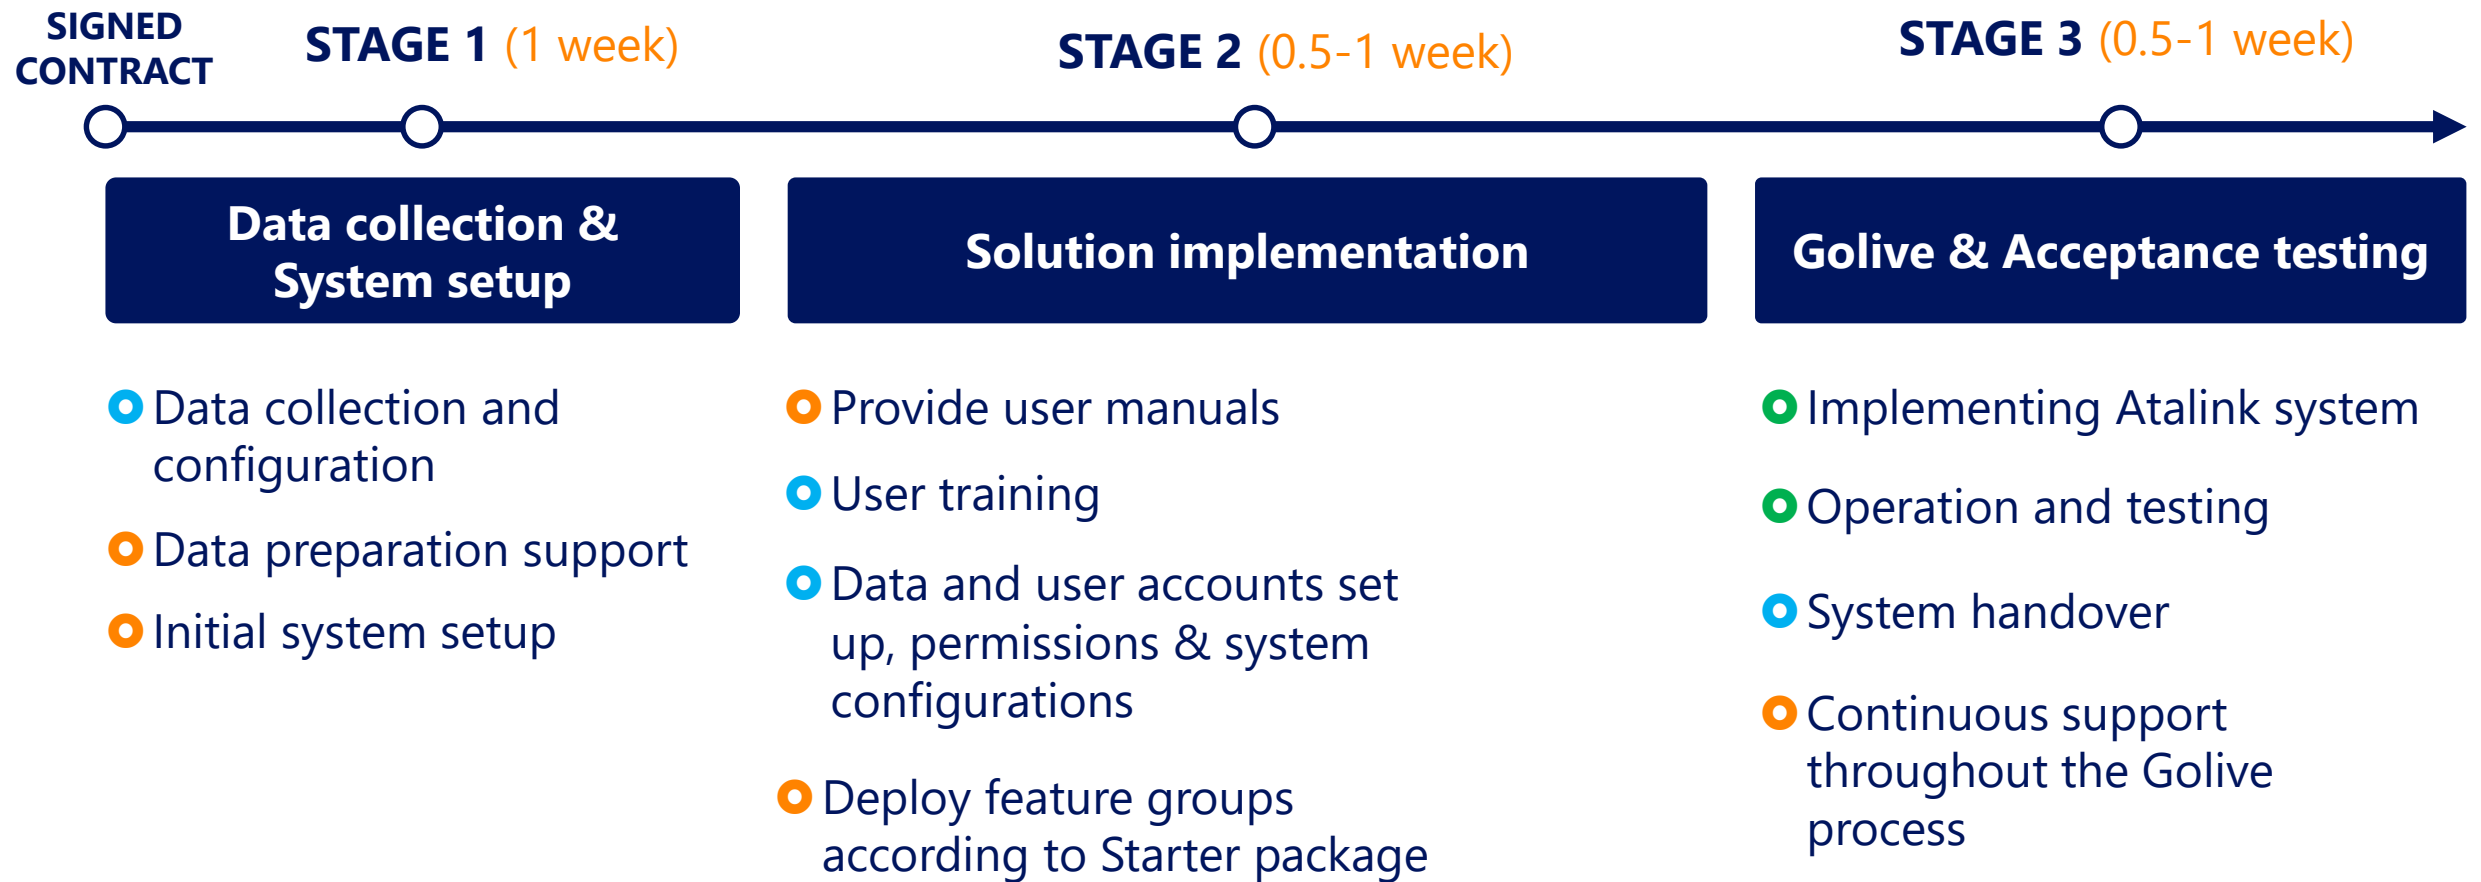 SIGNED
CONTRACT
STAGE 1 (1 week)
STAGE 2 (0.5-1 week)
STAGE 3 (0.5-1 week)
Data collection &
System setup
Solution implementation
Golive & Acceptance testing
Data collection and
configuration
Data preparation support
Initial system setup
Provide user manuals
User training
Data and user accounts set
up, permissions & system
configurations
Deploy feature groups
according to Starter package
Implementing Atalink system
Operation and testing
System handover
Continuous support
throughout the Golive
process